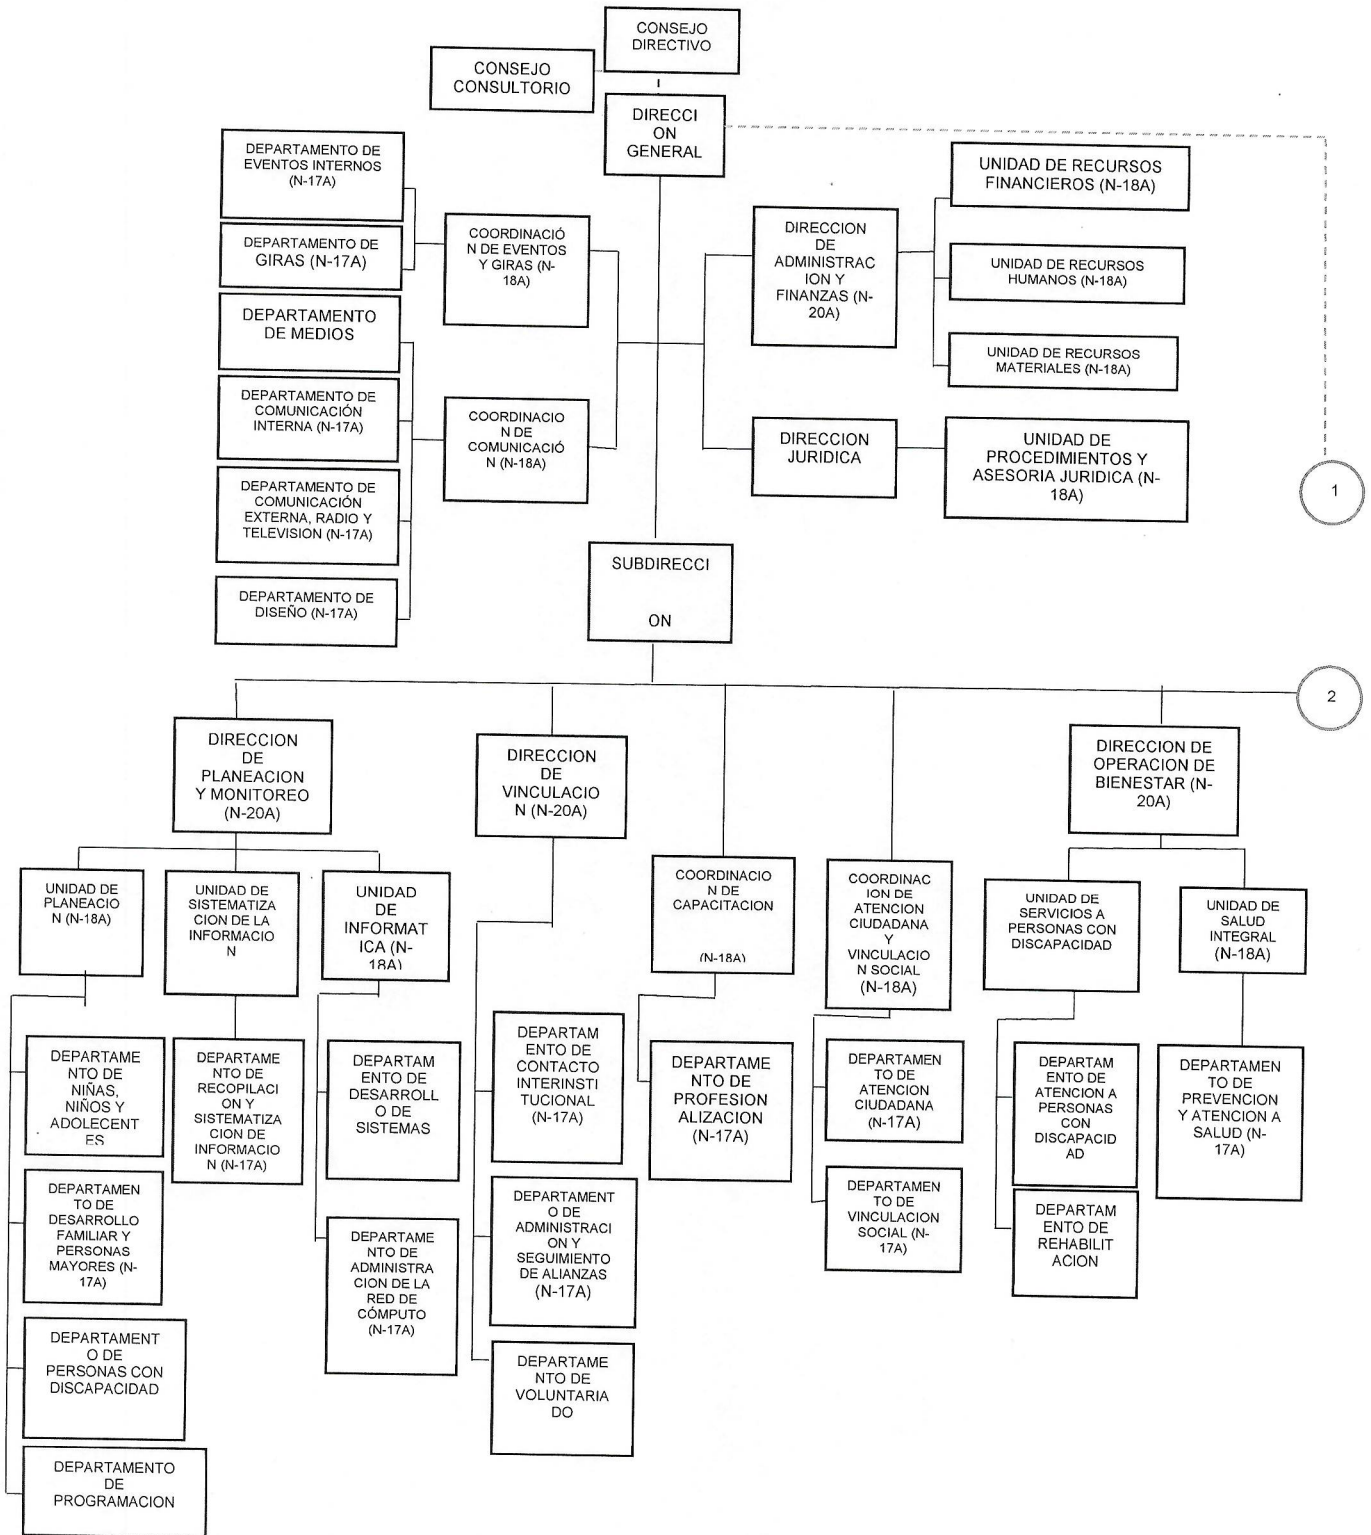 CONSEJO
DIRECTIVO
CONSEJO
CONSULTORIO
DIRECCI
ON
GENERAL
DEPARTAMENTO DE
EVENTOS INTERNOS
(N-17A)
DEPARTAMENTO DE
GIRAS (N-17A)
COORDINACIÓ
N DE EVENTOS
Y GIRAS (N-
18A)
DIRECCION
DE
ADMINISTRAC
ION Y
FINANZAS (N-
20A)
UNIDAD DE RECURSOS
FINANCIEROS (N-18A)
UNIDAD DE RECURSOS
HUMANOS (N-18A)
UNIDAD DE RECURSOS
MATERIALES (N-18A)
DEPARTAMENTO
DE MEDIOS
DEPARTAMENTO DE
COMUNICACIÓN
INTERNA (N-17A)
DEPARTAMENTO DE
COMUNICACIÓN
EXTERNA, RADIO Y
TELEVISION (N-17A)
DEPARTAMENTO DE
DISEÑO (N-17A)
COORDINACIO
N DE
COMUNICACIÓ
N (N-18A)
DIRECCION
JURIDICA
UNIDAD DE
PROCEDIMIENTOS Y
ASESORIA JURIDICA (N-
18A)
1
SUBDIRECCI
ON
2
DIRECCION
DE
PLANEACION
Y MONITOREO
(N-20A)
DIRECCION
DE
VINCULACIO
N (N-20A)
DIRECCION DE
OPERACION DE
BIENESTAR (N-
20A)
UNIDAD DE
PLANEACIO
N (N-18A)
UNIDAD DE
SISTEMATIZA
CION DE LA
INFORMACIO
N
UNIDAD
DE
INFORMAT
ICA (N-
18A)
COORDINACIO
N DE
CAPACITACION
(N-18A)
COORDINAC
ION DE
ATENCION
CIUDADANA
Y
VINCULACIO
N SOCIAL
(N-18A)
UNIDAD DE
SERVICIOS A
PERSONAS CON
DISCAPACIDAD
UNIDAD DE
SALUD
INTEGRAL
(N-18A)
DEPARTAME
NTO DE
NIÑAS,
NIÑOS Y
ADOLECENT
ES
DEPARTAME
NTO DE
RECOPILACI
ON Y
SISTEMATIZA
CION DE
INFORMACIO
N (N-17A)
DEPARTAM
ENTO DE
DESARROLL
O DE
SISTEMAS
DEPARTAM
ENTO DE
CONTACTO
INTERINSTI
TUCIONAL
(N-17A)
DEPARTAME
NTO DE
PROFESION
ALIZACION
(N-17A)
DEPARTAMEN
TO DE
ATENCION
CIUDADANA
(N-17A)
DEPARTAM
ENTO DE
ATENCION A
PERSONAS
CON
DISCAPACID
AD
DEPARTAMEN
TO DE
PREVENCION
Y ATENCION A
SALUD (N-
17A)
DEPARTAMEN
TO DE
DESARROLLO
FAMILIAR Y
PERSONAS
MAYORES (N-
17A)
DEPARTAME
NTO DE
ADMINISTRA
CION DE LA
RED DE
CÓMPUTO
(N-17A)
DEPARTAMENT
O DE
ADMINISTRACI
ON Y
SEGUIMIENTO
DE ALIANZAS
(N-17A)
DEPARTAMEN
TO DE
VINCULACION
SOCIAL (N-
17A)
DEPARTAM
ENTO DE
REHABILIT
ACION
DEPARTAMENT
O DE
PERSONAS CON
DISCAPACIDAD
DEPARTAME
NTO DE
VOLUNTARIA
DO
DEPARTAMENTO
DE
PROGRAMACION